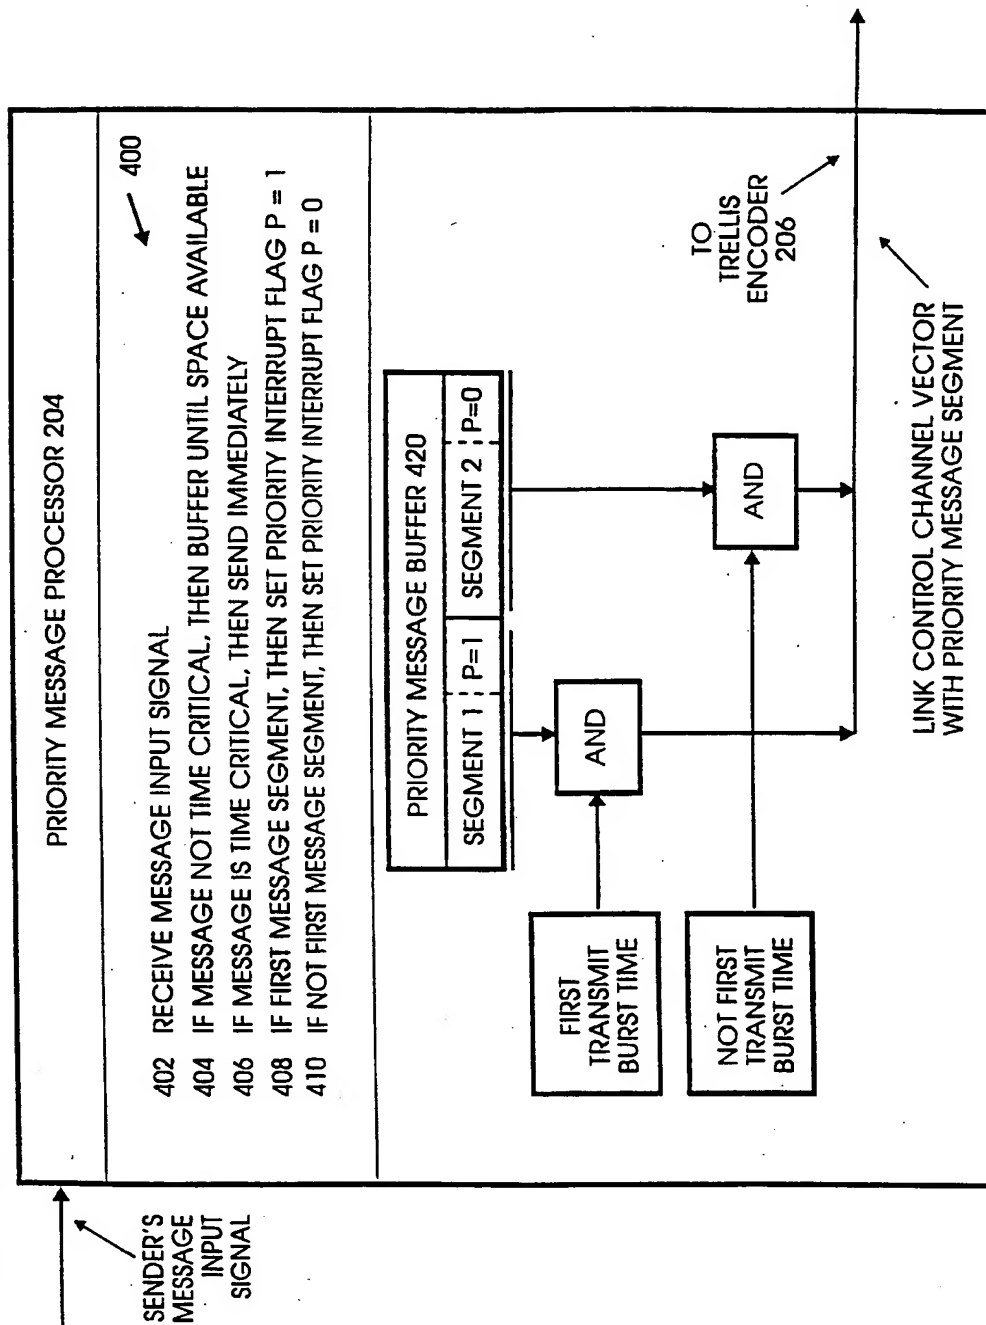 PRIORITY MESSAGE PROCESSOR 204
400
402 RECEIVE MESSAGE INPUT SIGNAL
404 IF MESSAGE NOT TIME CRITICAL, THEN BUFFER UNTIL SPACE AVAILABLE
406 IF MESSAGE IS TIME CRITICAL, THEN SEND IMMEDIATELY
408 IF FIRST MESSAGE SEGMENT, THEN SET PRIORITY INTERRUPT FLAG P = 1
410 IF NOT FIRST MESSAGE SEGMENT, THEN SET PRIORITY INTERRUPT FLAG P = 0
SENDER'S
MESSAGE
INPUT
SIGNAL
PRIORITY MESSAGE BUFFER 420
SEGMENT 1 P=1 SEGMENT 2 P=0
FIRST
TRANSMIT
BURST TIME
AND
NOT FIRST
TRANSMIT
BURST TIME
AND
TO
TRELLIS
ENCODER
206
LINK CONTROL CHANNEL VECTOR
WITH PRIORITY MESSAGE SEGMENT